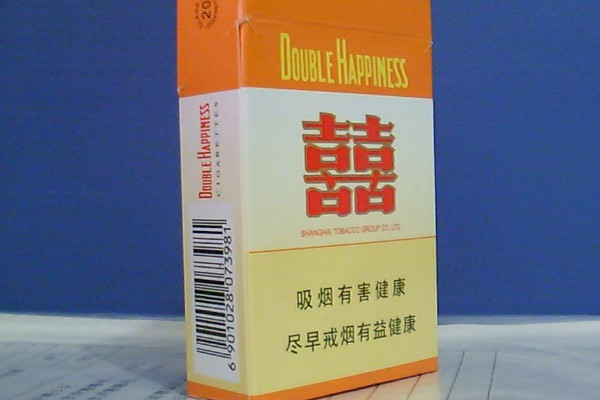 20
DOUBLE HAPPINESS
DOUBLE HAPPINESS
CIGARETTES
囍
SHANGHAI TOBACCO GROUP CO.,LTD.
吸烟有害健康
尽早戒烟有益健康
6 901028 073981